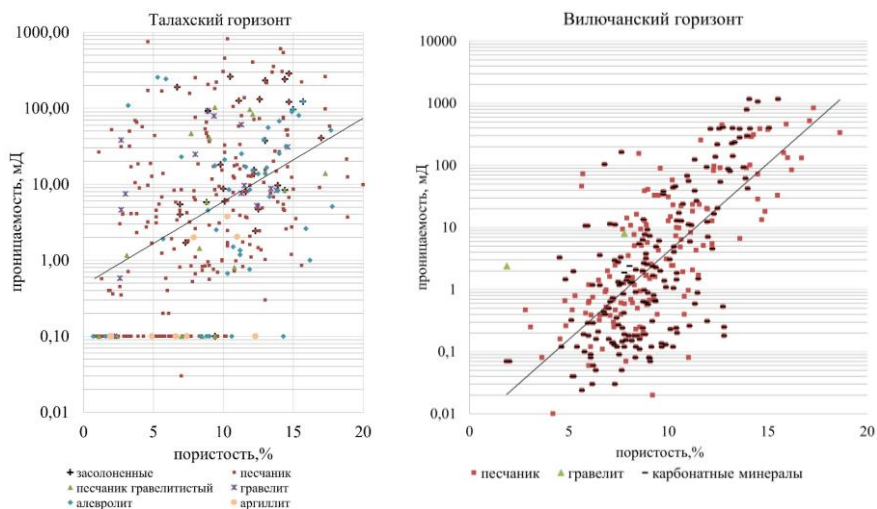 Талахский горизонт
проницаемость, мД
1000,00
100,00
10,00
1,00
0,10
0,01
0 5 10 15 20
пористость,%
засолоненные песчаник
песчаник гравелитистый гравелит
алевролит аргиллит
Вилючанский горизонт
проницаемость, мД
10000
1000
100
10
1
0,1
0,01
0 5 10 15 20
пористость,%
песчаник гравелит карбонатные минералы